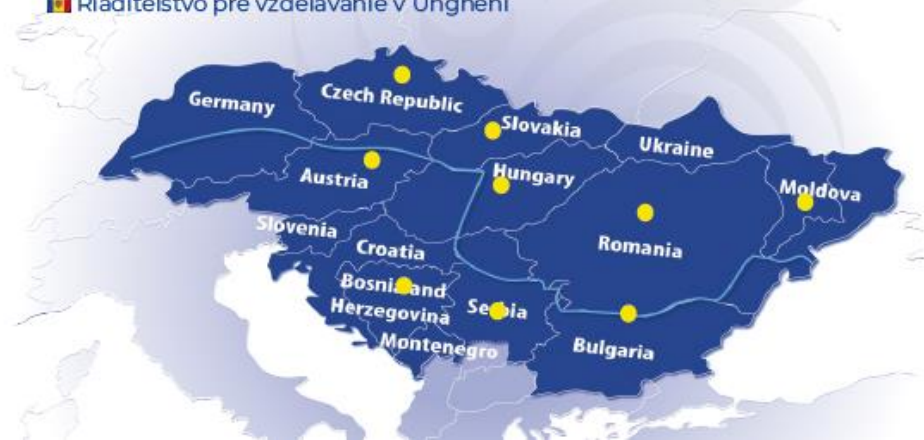 Riaditeľstvo pre vzdelávanie v Ungheni
Germany
Czech Republic
Slovakia
Ukraine
Austria
Hungary
Moldova
Slovenia
Croatia
Romania
Bosnia and
Herzegovina
Serbia
Montenegro
Bulgaria